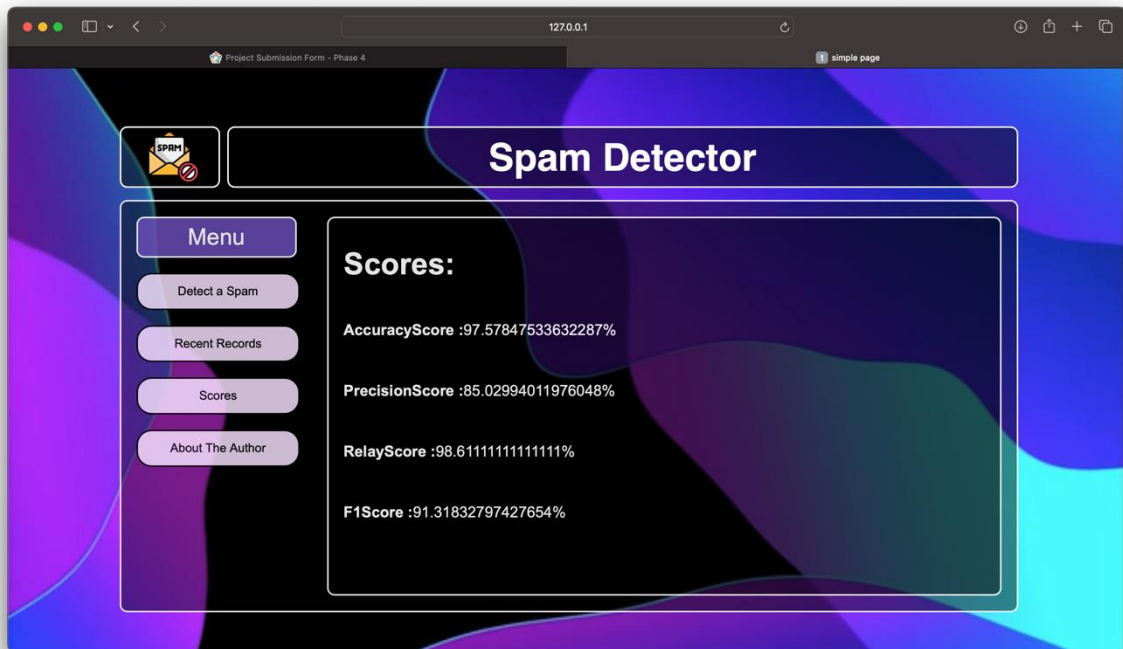 127.0.0.1
Project Submission Form - Phase 4
1 simple page
SPAM
Spam Detector
Menu
Detect a Spam
Recent Records
Scores
About The Author
Scores:
AccuracyScore :97.57847533632287%
PrecisionScore :85.02994011976048%
RelayScore :98.61111111111111%
F1Score :91.31832797427654%